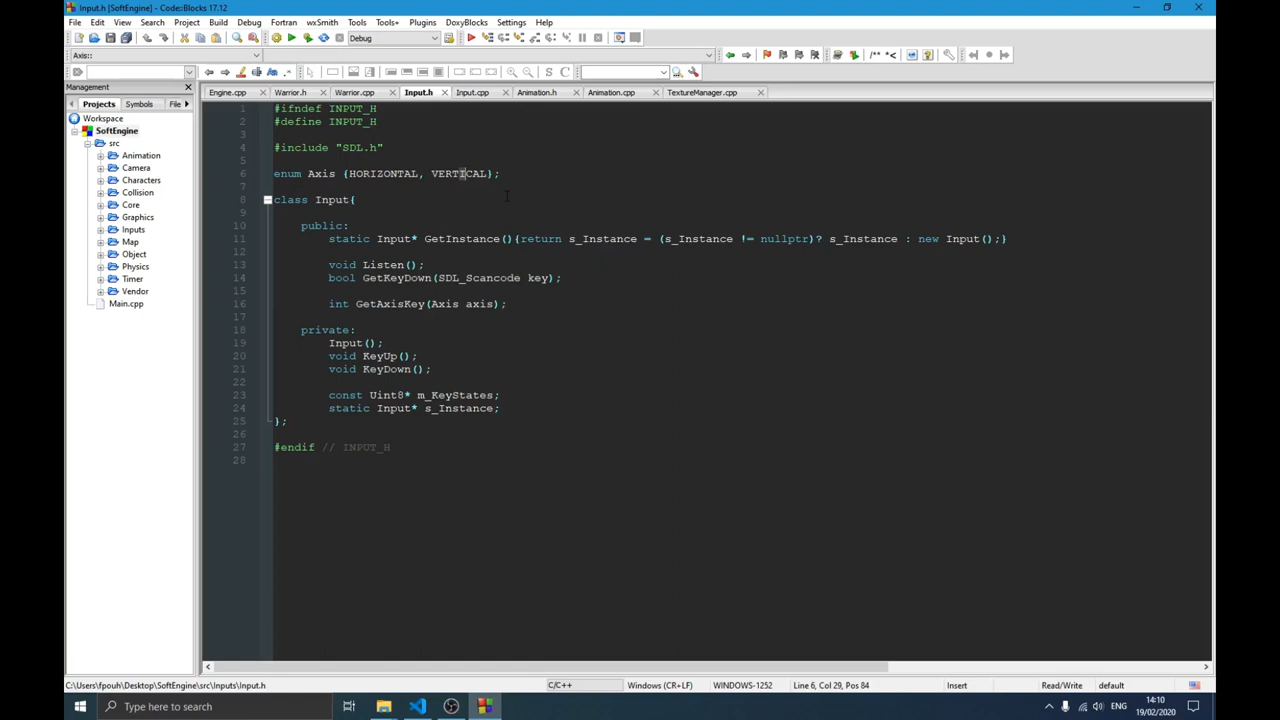 Input.h [SoftEngine] - Code::Blocks 17.12
File Edit View Search Project Build Debug Fortran wxSmith Tools Tools+ Plugins DoxyBlocks Settings Help
Debug
Axis::
/** *<
.*
S C
Management
Projects Symbols File
Workspace
SoftEngine
src
Animation
Camera
Characters
Collision
Core
Graphics
Inputs
Map
Object
Physics
Timer
Vendor
Main.cpp
Engine.cpp Warrior.h Warrior.cpp Input.h Input.cpp Animation.h Animation.cpp TextureManager.cpp
1 #ifndef INPUT_H
2 #define INPUT_H
3
4 #include "SDL.h"
5
6 enum Axis {HORIZONTAL, VERTICAL};
7
8 class Input{
9
10 public:
11 static Input* GetInstance(){return s_Instance = (s_Instance != nullptr)? s_Instance : new Input();}
12
13 void Listen();
14 bool GetKeyDown(SDL_Scancode key);
15
16 int GetAxisKey(Axis axis);
17
18 private:
19 Input();
20 void KeyUp();
21 void KeyDown();
22
23 const Uint8* m_KeyStates;
24 static Input* s_Instance;
25 };
26
27 #endif // INPUT_H
28
C:\Users\fpouh\Desktop\SoftEngine\src\Inputs\Input.h C/C++ Windows (CR+LF) WINDOWS-1252 Line 6, Col 29, Pos 84 Insert Read/Write default
Type here to search
ENG
14:10
19/02/2020